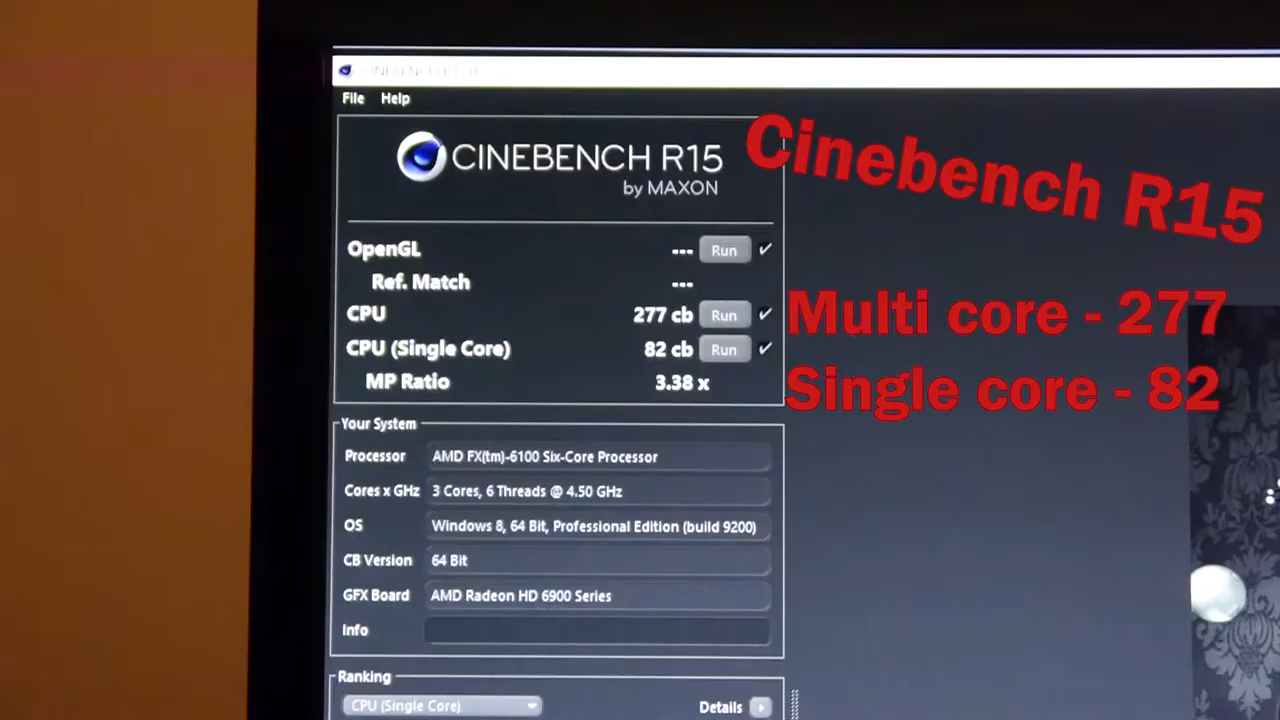 File Help
CINEBENCH R15
by MAXON
Cinebench R15
OpenGL --- Run
Ref. Match ---
CPU 277 cb Run
Multi core - 277
CPU (Single Core) 82 cb Run
Single core - 82
MP Ratio 3.38 x
Your System
Processor AMD FX(tm)-6100 Six-Core Processor
Cores x GHz 3 Cores, 6 Threads @ 4.50 GHz
OS Windows 8, 64 Bit, Professional Edition (build 9200)
CB Version 64 Bit
GFX Board AMD Radeon HD 6900 Series
Info
Ranking
CPU (Single Core) Details